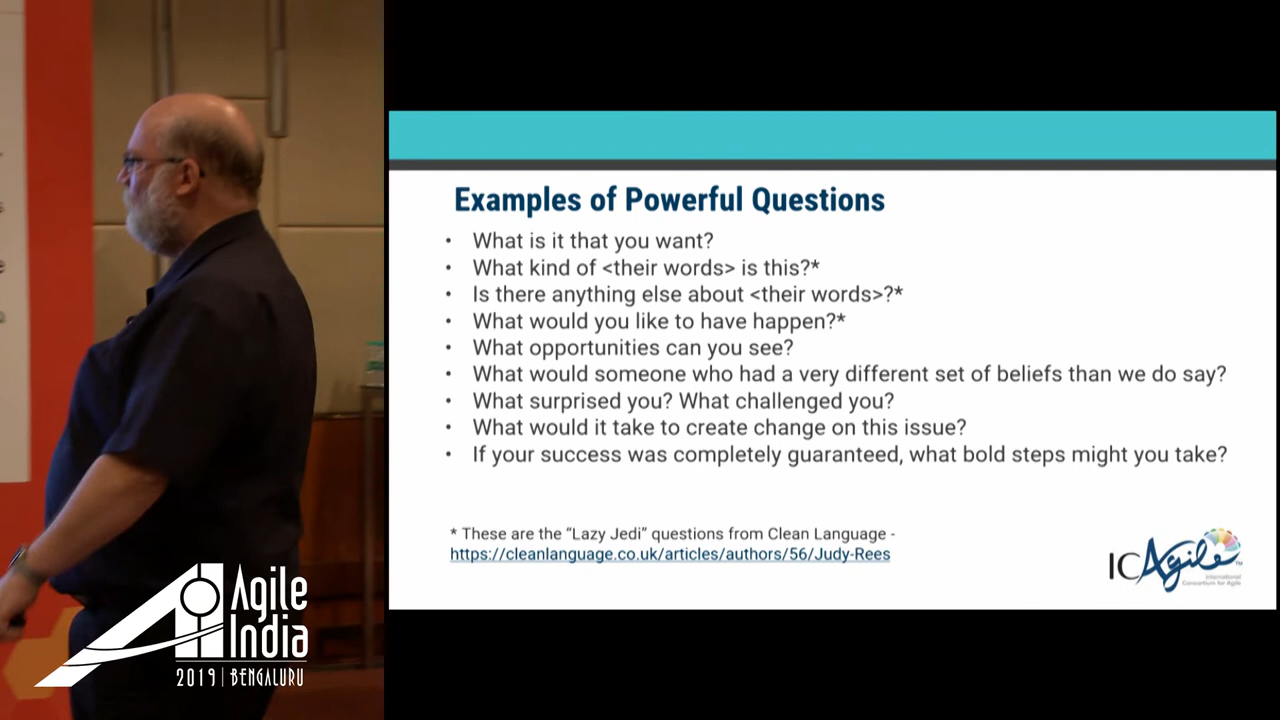 Examples of Powerful Questions
• What is it that you want?
• What kind of <their words> is this?*
• Is there anything else about <their words>?*
• What would you like to have happen?*
• What opportunities can you see?
• What would someone who had a very different set of beliefs than we do say?
• What surprised you? What challenged you?
• What would it take to create change on this issue?
• If your success was completely guaranteed, what bold steps might you take?
* These are the “Lazy Jedi” questions from Clean Language -
https://cleanlanguage.co.uk/articles/authors/56/Judy-Rees
ICAgile
International
Consortium for Agile
Agile
India
2019 | BENGALURU